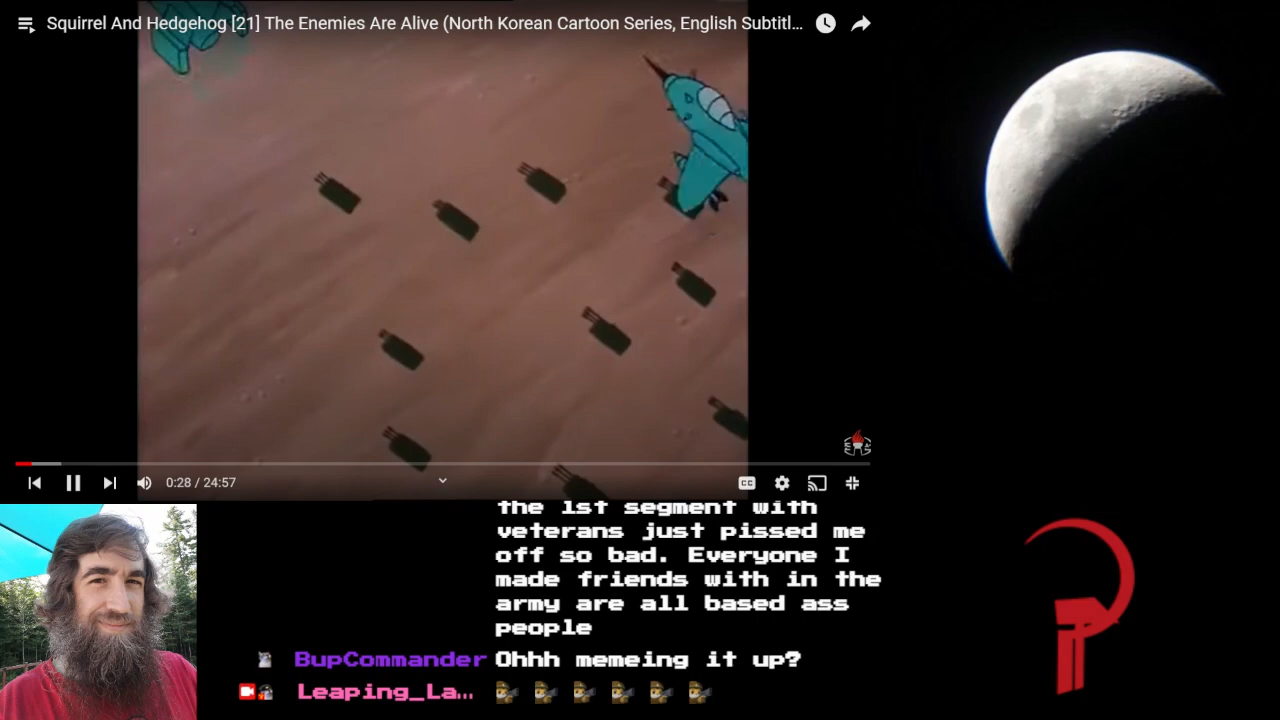 Squirrel And Hedgehog [21] The Enemies Are Alive (North Korean Cartoon Series, English Subtitl...
0:28 / 24:57
CC
the 1st segment with
veterans just pissed me
off so bad. Everyone I
made friends with in the
army are all based ass
people
BupCommander Ohhh memeing it up?
Leaping_La...